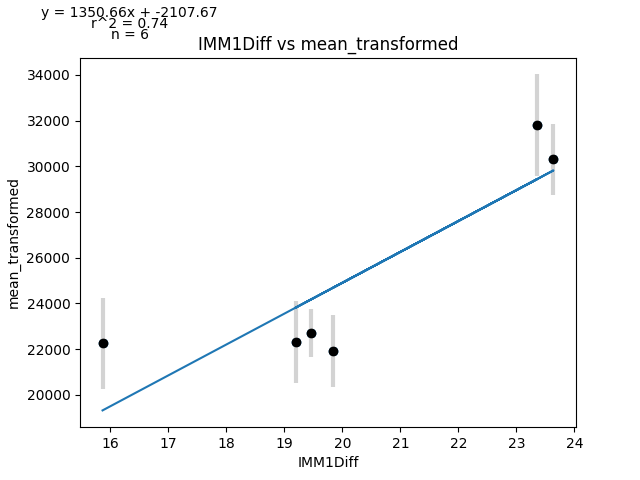 y = 1350.66x + -2107.67
r^2 = 0.74
n = 6
IMM1Diff vs mean_transformed
mean_transformed
34000
32000
30000
28000
26000
24000
22000
20000
16 17 18 19 20 21 22 23 24
IMM1Diff